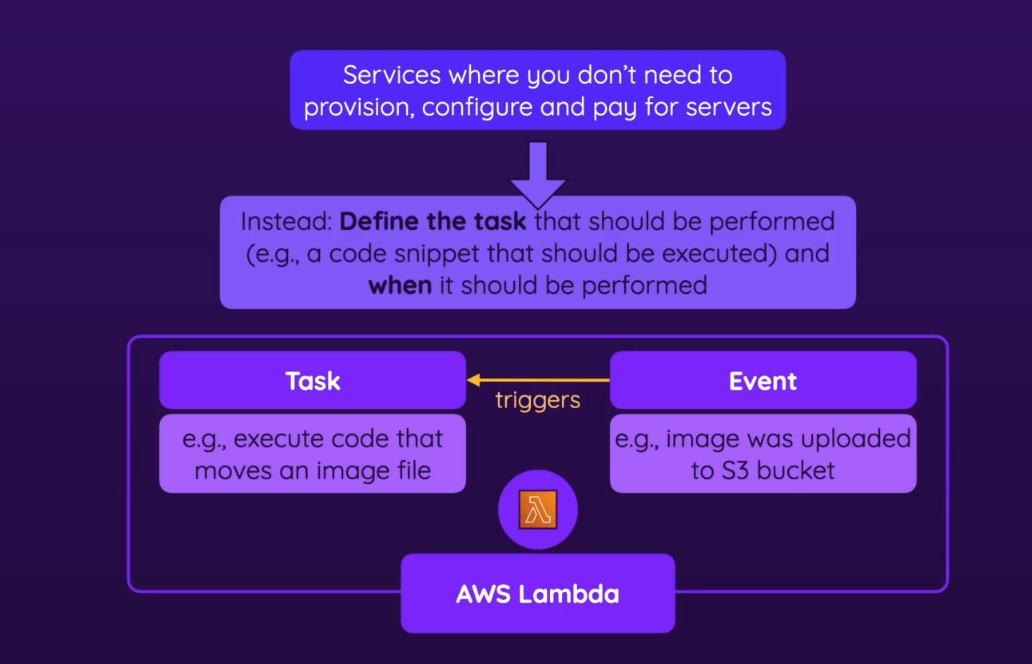 Services where you don't need to
provision, configure and pay for servers
Instead: Define the task that should be performed
(e.g., a code snippet that should be executed) and
when it should be performed
Task
triggers
Event
e.g., execute code that
moves an image file
e.g., image was uploaded
to S3 bucket
AWS Lambda